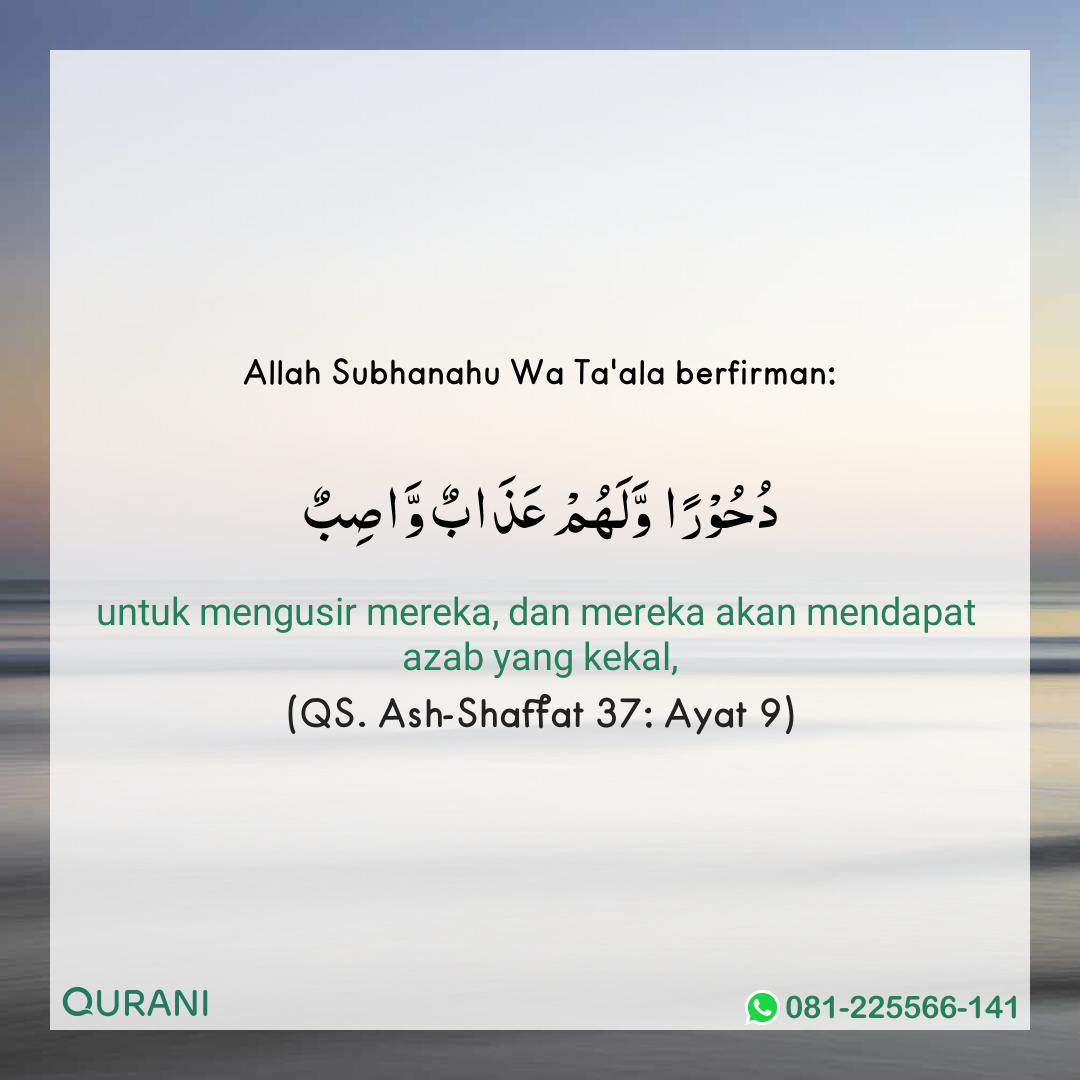 Allah Subhanahu Wa Ta'ala berfirman:
دُحُوْرًا وَّلَهُمْ عَذَابٌ وَّاصِبٌ
untuk mengusir mereka, dan mereka akan mendapat
azab yang kekal,
(QS. Ash-Shaffat 37: Ayat 9)
QURANI
081-225566-141